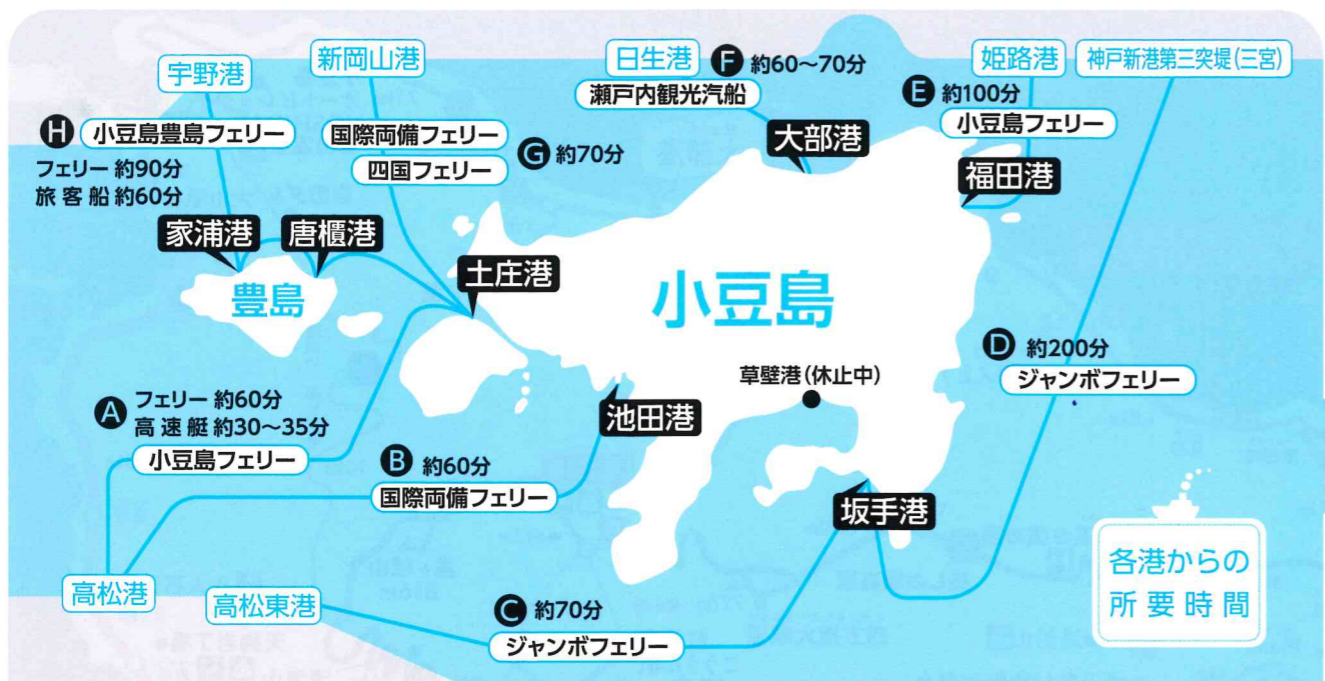 宇野港
新岡山港
日生港
姫路港
神戸新港第三突堤(三宮)
F 約60～70分
瀬戸内観光汽船
E 約100分
小豆島フェリー
H 小豆島豊島フェリー
フェリー 約90分
旅客船 約60分
国際両備フェリー
四国フェリー
G 約70分
大部港
福田港
家浦港
唐櫃港
土庄港
豊島
小豆島
D 約200分
ジャンボフェリー
草壁港(休止中)
A フェリー 約60分
高速艇 約30～35分
小豆島フェリー
池田港
B 約60分
国際両備フェリー
坂手港
高松港
高松東港
C 約70分
ジャンボフェリー
各港からの
所要時間